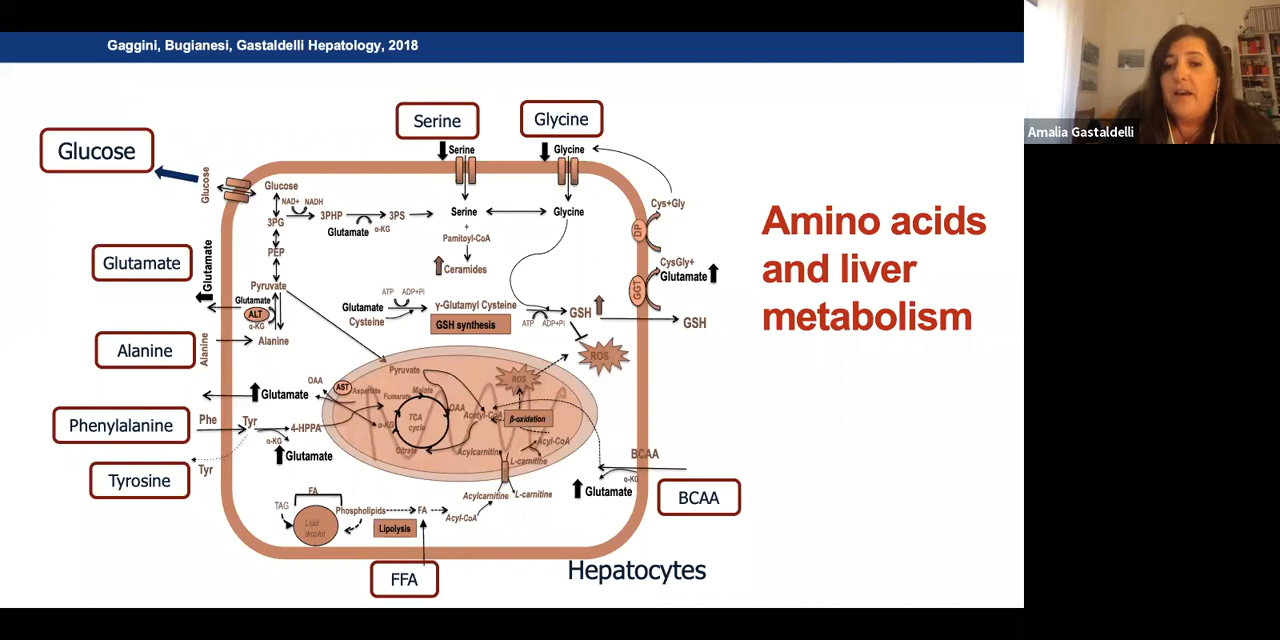 Gaggini, Bugianesi, Gastaldelli Hepatology, 2018
Amalia Gastaldelli
Amino acids
and liver
metabolism
Serine
Glycine
Glucose
Serine
Glycine
Glucose
Glucose
NAD+ NADH
3PG
3PHP
3PS
Serine
Glycine
Glutamate
α-KG
+
Pamitoyl-CoA
Ceramides
Cys+Gly
DP
PEP
Glutamate
Glutamate
CysGly+
Glutamate
GGT
Pyruvate
Glutamate
ALT
α-KG
Alanine
Alanine
Alanine
ATP ADP+Pi
Glutamate
Cysteine
γ-Glutamyl Cysteine
GSH synthesis
ATP ADP+Pi
GSH
GSH
ROS
Pyruvate
ROS
OAA
AST
Aspartate
Glutamate
Fumarate
Malate
OAA
Acetyl-CoA
β-oxidation
TCA
cycle
α-KG
Citrate
Acyl-CoA
Acylcarnitine
L-carnitine
Phenylalanine
Phe
Tyr
4-HPPA
α-KG
Glutamate
Tyrosine
Tyr
BCAA
α-KG
Glutamate
BCAA
Acylcarnitine
L-carnitine
FA
TAG
Lipid
droplet
Phospholipids
FA
Acyl-CoA
Lipolysis
FFA
Hepatocytes